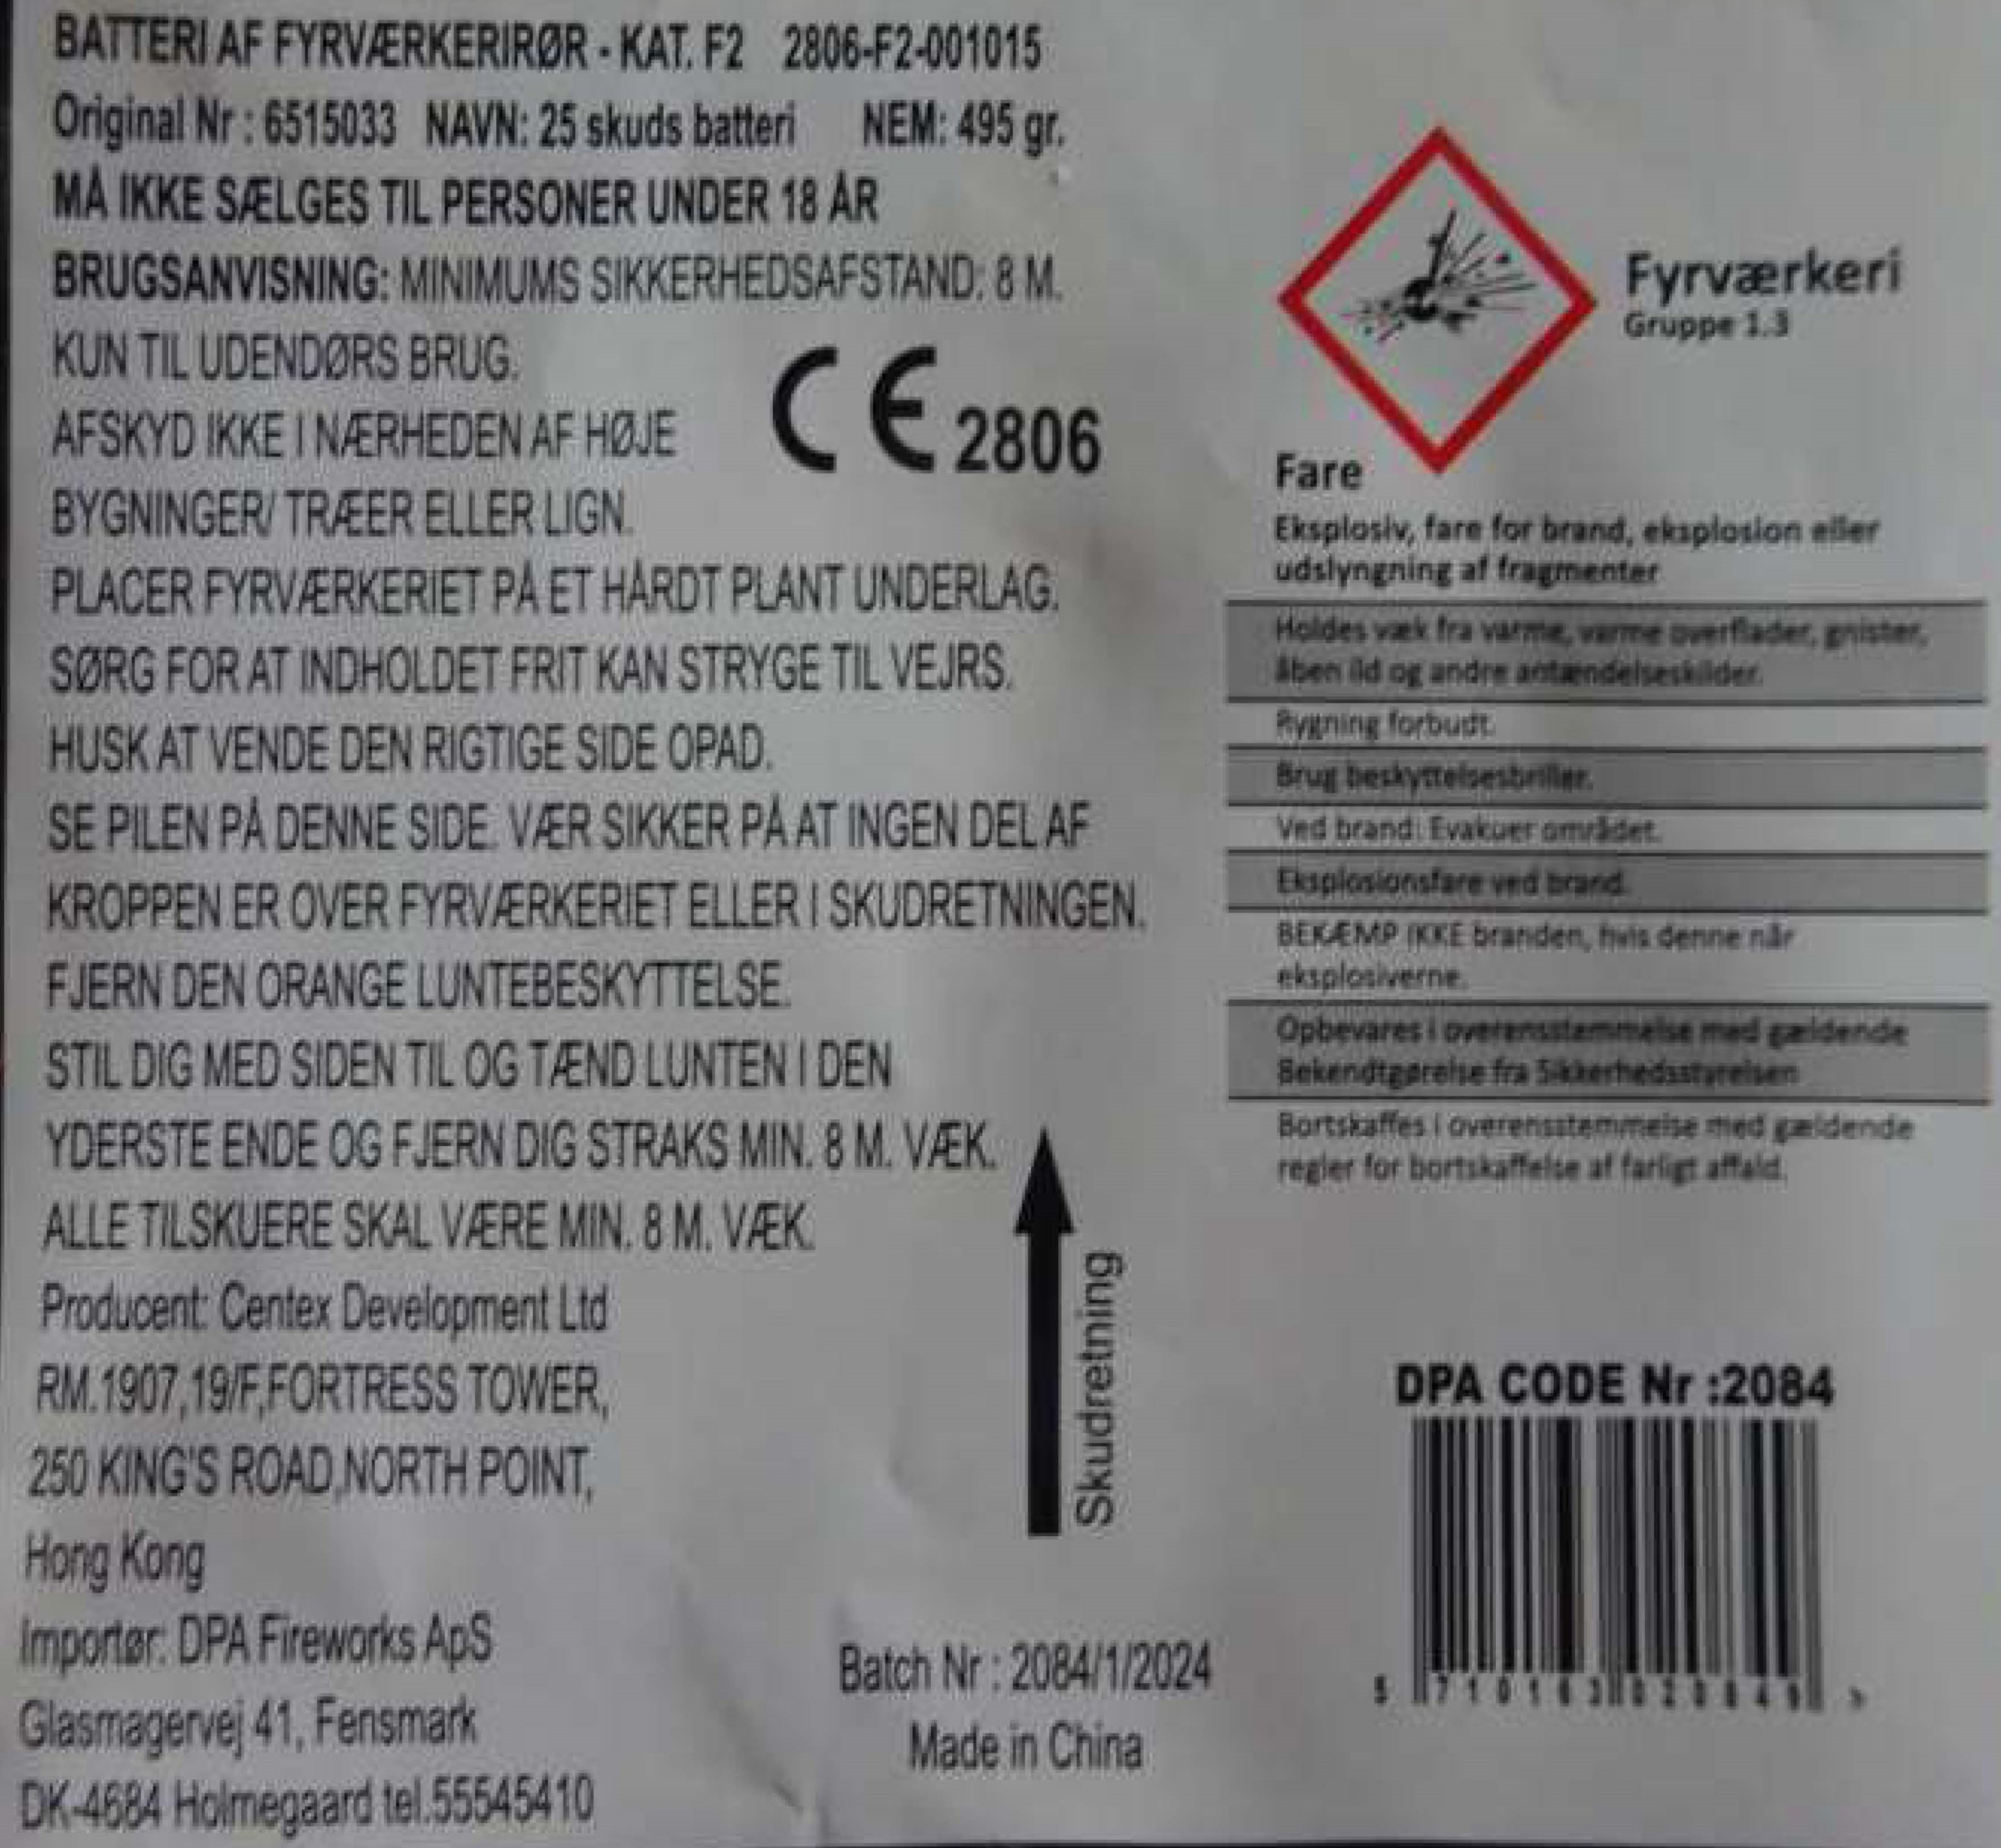 BATTERI AF FYRVÆRKERIRØR - KAT. F2 2806-F2-001015
Original Nr : 6515033 NAVN: 25 skuds batteri NEM: 495 gr.
MÅ IKKE SÆLGES TIL PERSONER UNDER 18 ÅR
BRUGSANVISNING: MINIMUMS SIKKERHEDSAFSTAND: 8 M.
KUN TIL UDENDØRS BRUG.
AFSKYD IKKE I NÆRHEDEN AF HØJE
BYGNINGER/ TRÆER ELLER LIGN.
PLACER FYRVÆRKERIET PÅ ET HÅRDT PLANT UNDERLAG.
SØRG FOR AT INDHOLDET FRIT KAN STRYGE TIL VEJRS.
HUSK AT VENDE DEN RIGTIGE SIDE OPAD.
SE PILEN PÅ DENNE SIDE. VÆR SIKKER PÅ AT INGEN DEL AF
KROPPEN ER OVER FYRVÆRKERIET ELLER I SKUDRETNINGEN.
FJERN DEN ORANGE LUNTEBESKYTTELSE.
STIL DIG MED SIDEN TIL OG TÆND LUNTEN I DEN
YDERSTE ENDE OG FJERN DIG STRAKS MIN. 8 M. VÆK.
ALLE TILSKUERE SKAL VÆRE MIN. 8 M. VÆK.
Producent: Centex Development Ltd
RM.1907,19/F,FORTRESS TOWER,
250 KING'S ROAD,NORTH POINT,
Hong Kong
Importør: DPA Fireworks ApS
Glasmagervej 41, Fensmark
DK-4684 Holmegaard tel.55545410
CE 2806
Skudretning
Batch Nr : 2084/1/2024
Made in China
Fyrværkeri
Gruppe 1.3
Fare
Eksplosiv, fare for brand, eksplosion eller
udslyngning af fragmenter
Holdes væk fra varme, varme overflader, gnister,
åben ild og andre antændelseskilder.
Rygning forbudt.
Brug beskyttelsesbriller.
Ved brand: Evakuer området.
Eksplosionsfare ved brand.
BEKÆMP IKKE branden, hvis denne når
eksplosiverne.
Opbevares i overensstemmelse med gældende
Bekendtgørelse fra Sikkerhedsstyrelsen
Bortskaffes i overensstemmelse med gældende
regler for bortskaffelse af farligt affald.
DPA CODE Nr :2084
5 710163 020849 >